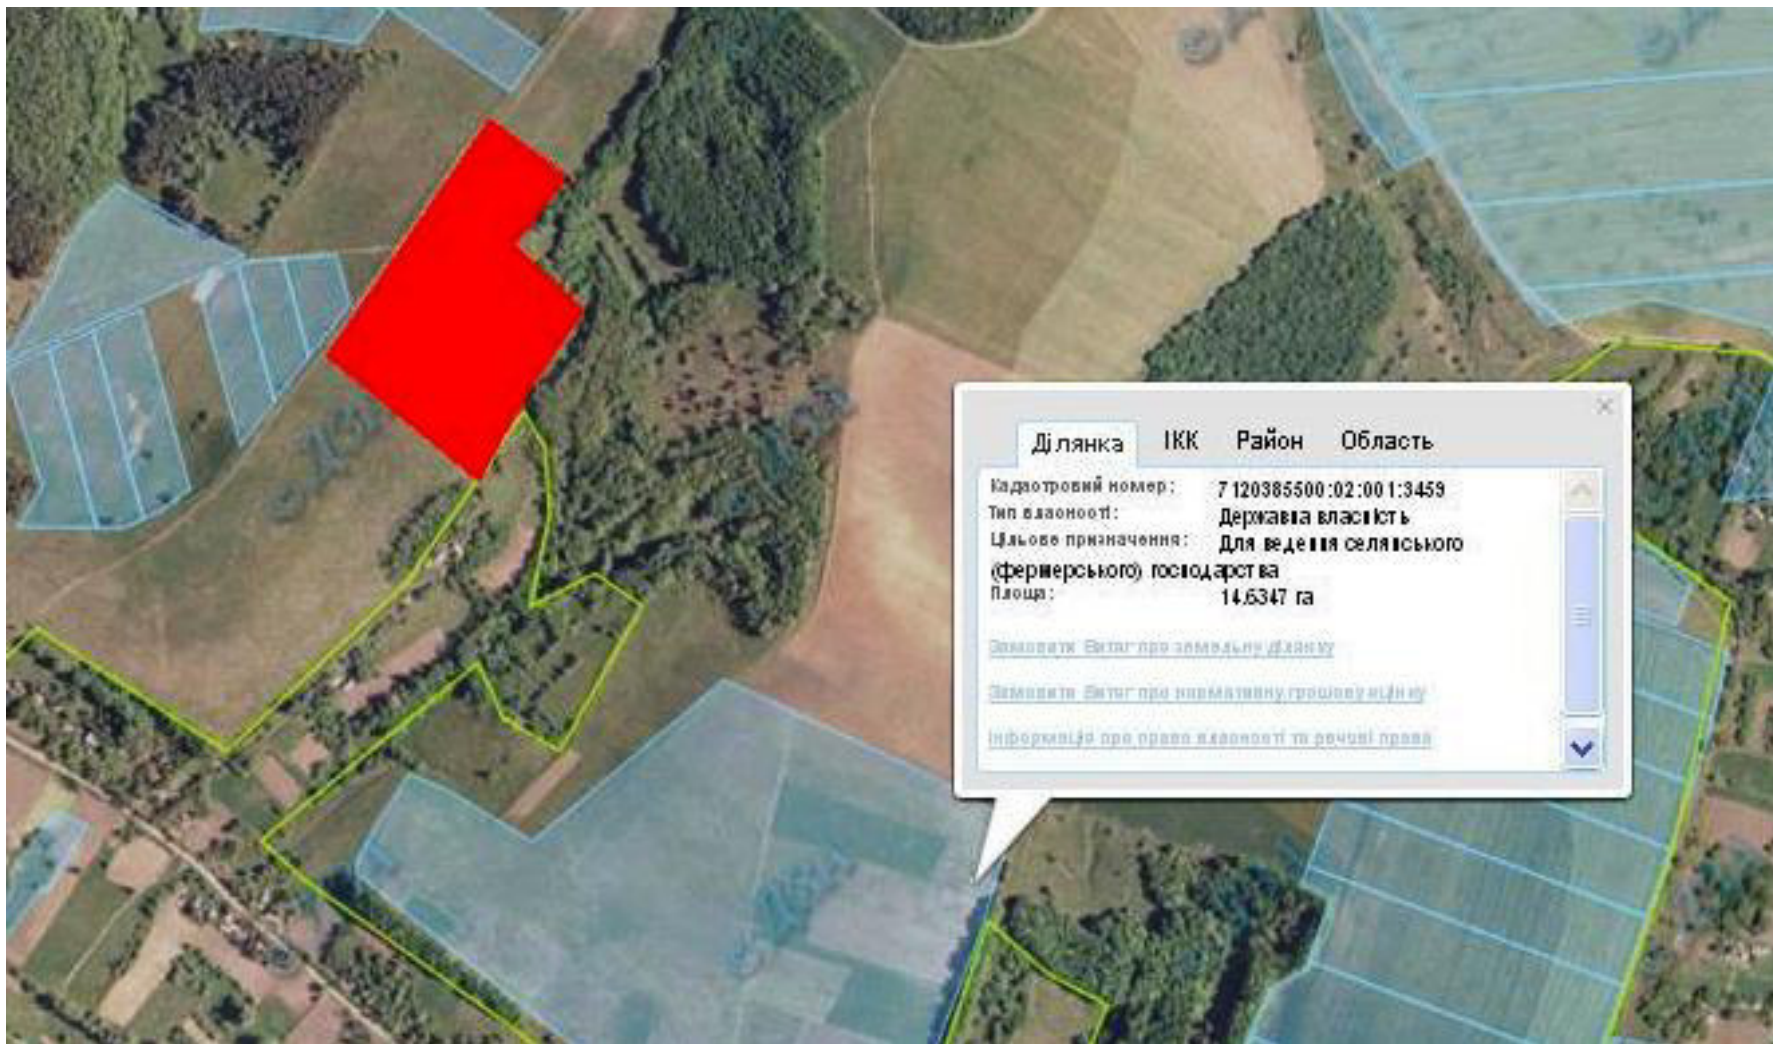 Ділянка ІКК Район Область
Кадастровий номер: 7120385500:02:001:3459
Тип власності: Державна власність
Цільове призначення: Для ведення селянського
(фермерського) господарства
Площа: 14.6347 га
Замовити Витяг про земельну ділянку
Замовити Витяг про нормативну грошову оцінку
Інформація про право власності та речові права